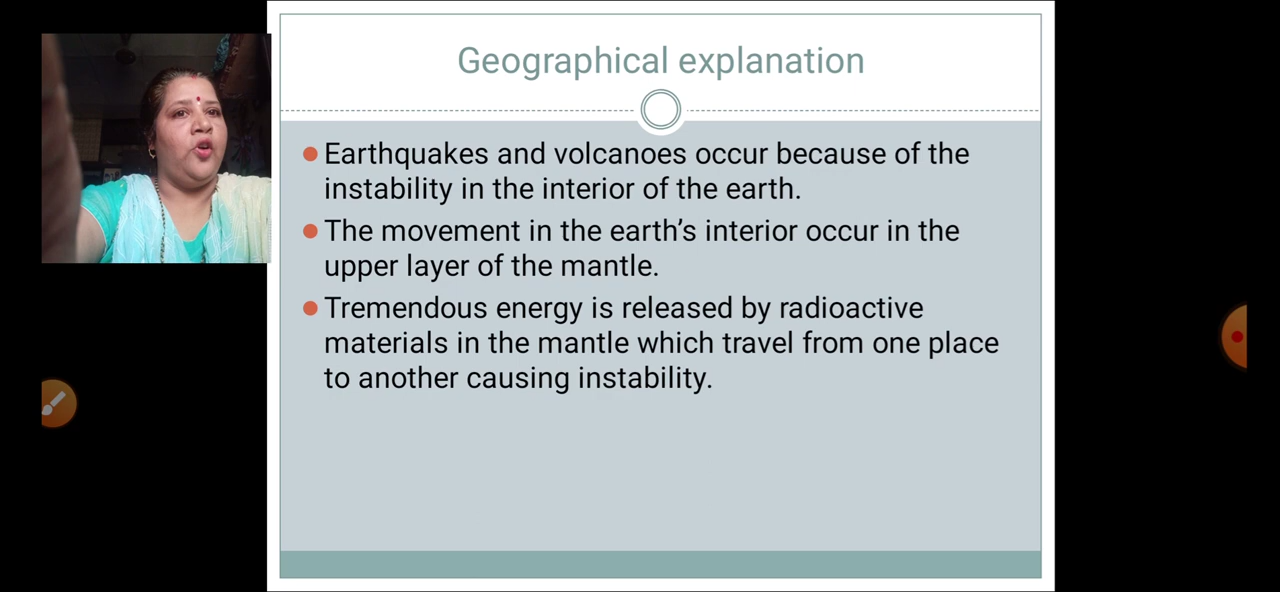 Geographical explanation
Earthquakes and volcanoes occur because of the
instability in the interior of the earth.
The movement in the earth’s interior occur in the
upper layer of the mantle.
Tremendous energy is released by radioactive
materials in the mantle which travel from one place
to another causing instability.